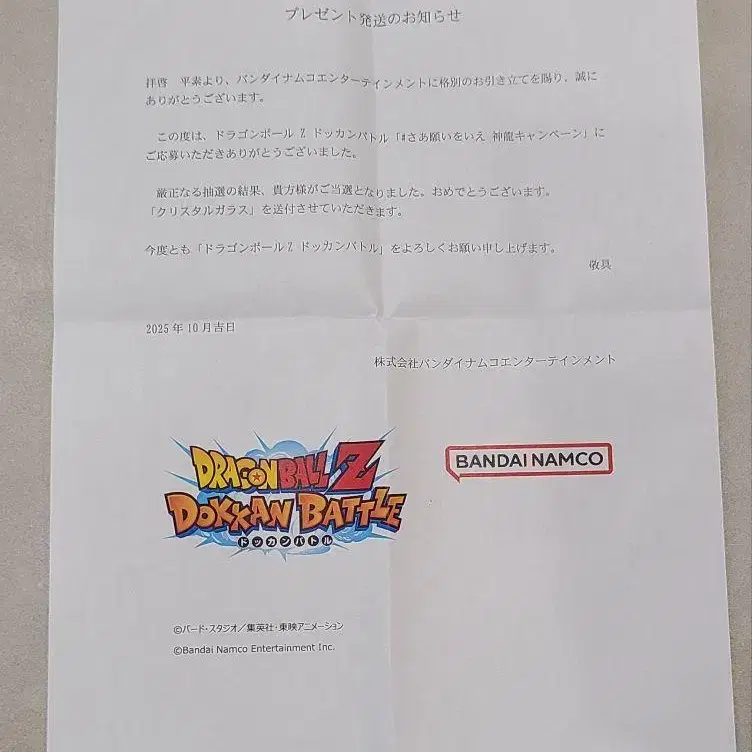 プレゼント発送のお知らせ
拝啓　平素より、バンダイナムコエンターテインメントに格別のお引き立てを賜り、誠に
ありがとうございます。
この度は、ドラゴンボール Z ドッカンバトル「#さあ願いをいえ 神龍キャンペーン」に
ご応募いただきありがとうございました。
厳正なる抽選の結果、貴方様がご当選となりました。おめでとうございます。
「クリスタルガラス」を送付させていただきます。
今度とも「ドラゴンボール Z ドッカンバトル」をよろしくお願い申し上げます。
敬具
2025 年 10 月吉日
株式会社バンダイナムコエンターテインメント
DRAGON BALL Z
DOKKAN BATTLE
ドッカンバトル
BANDAI NAMCO
©バード・スタジオ／集英社・東映アニメーション
©Bandai Namco Entertainment Inc.